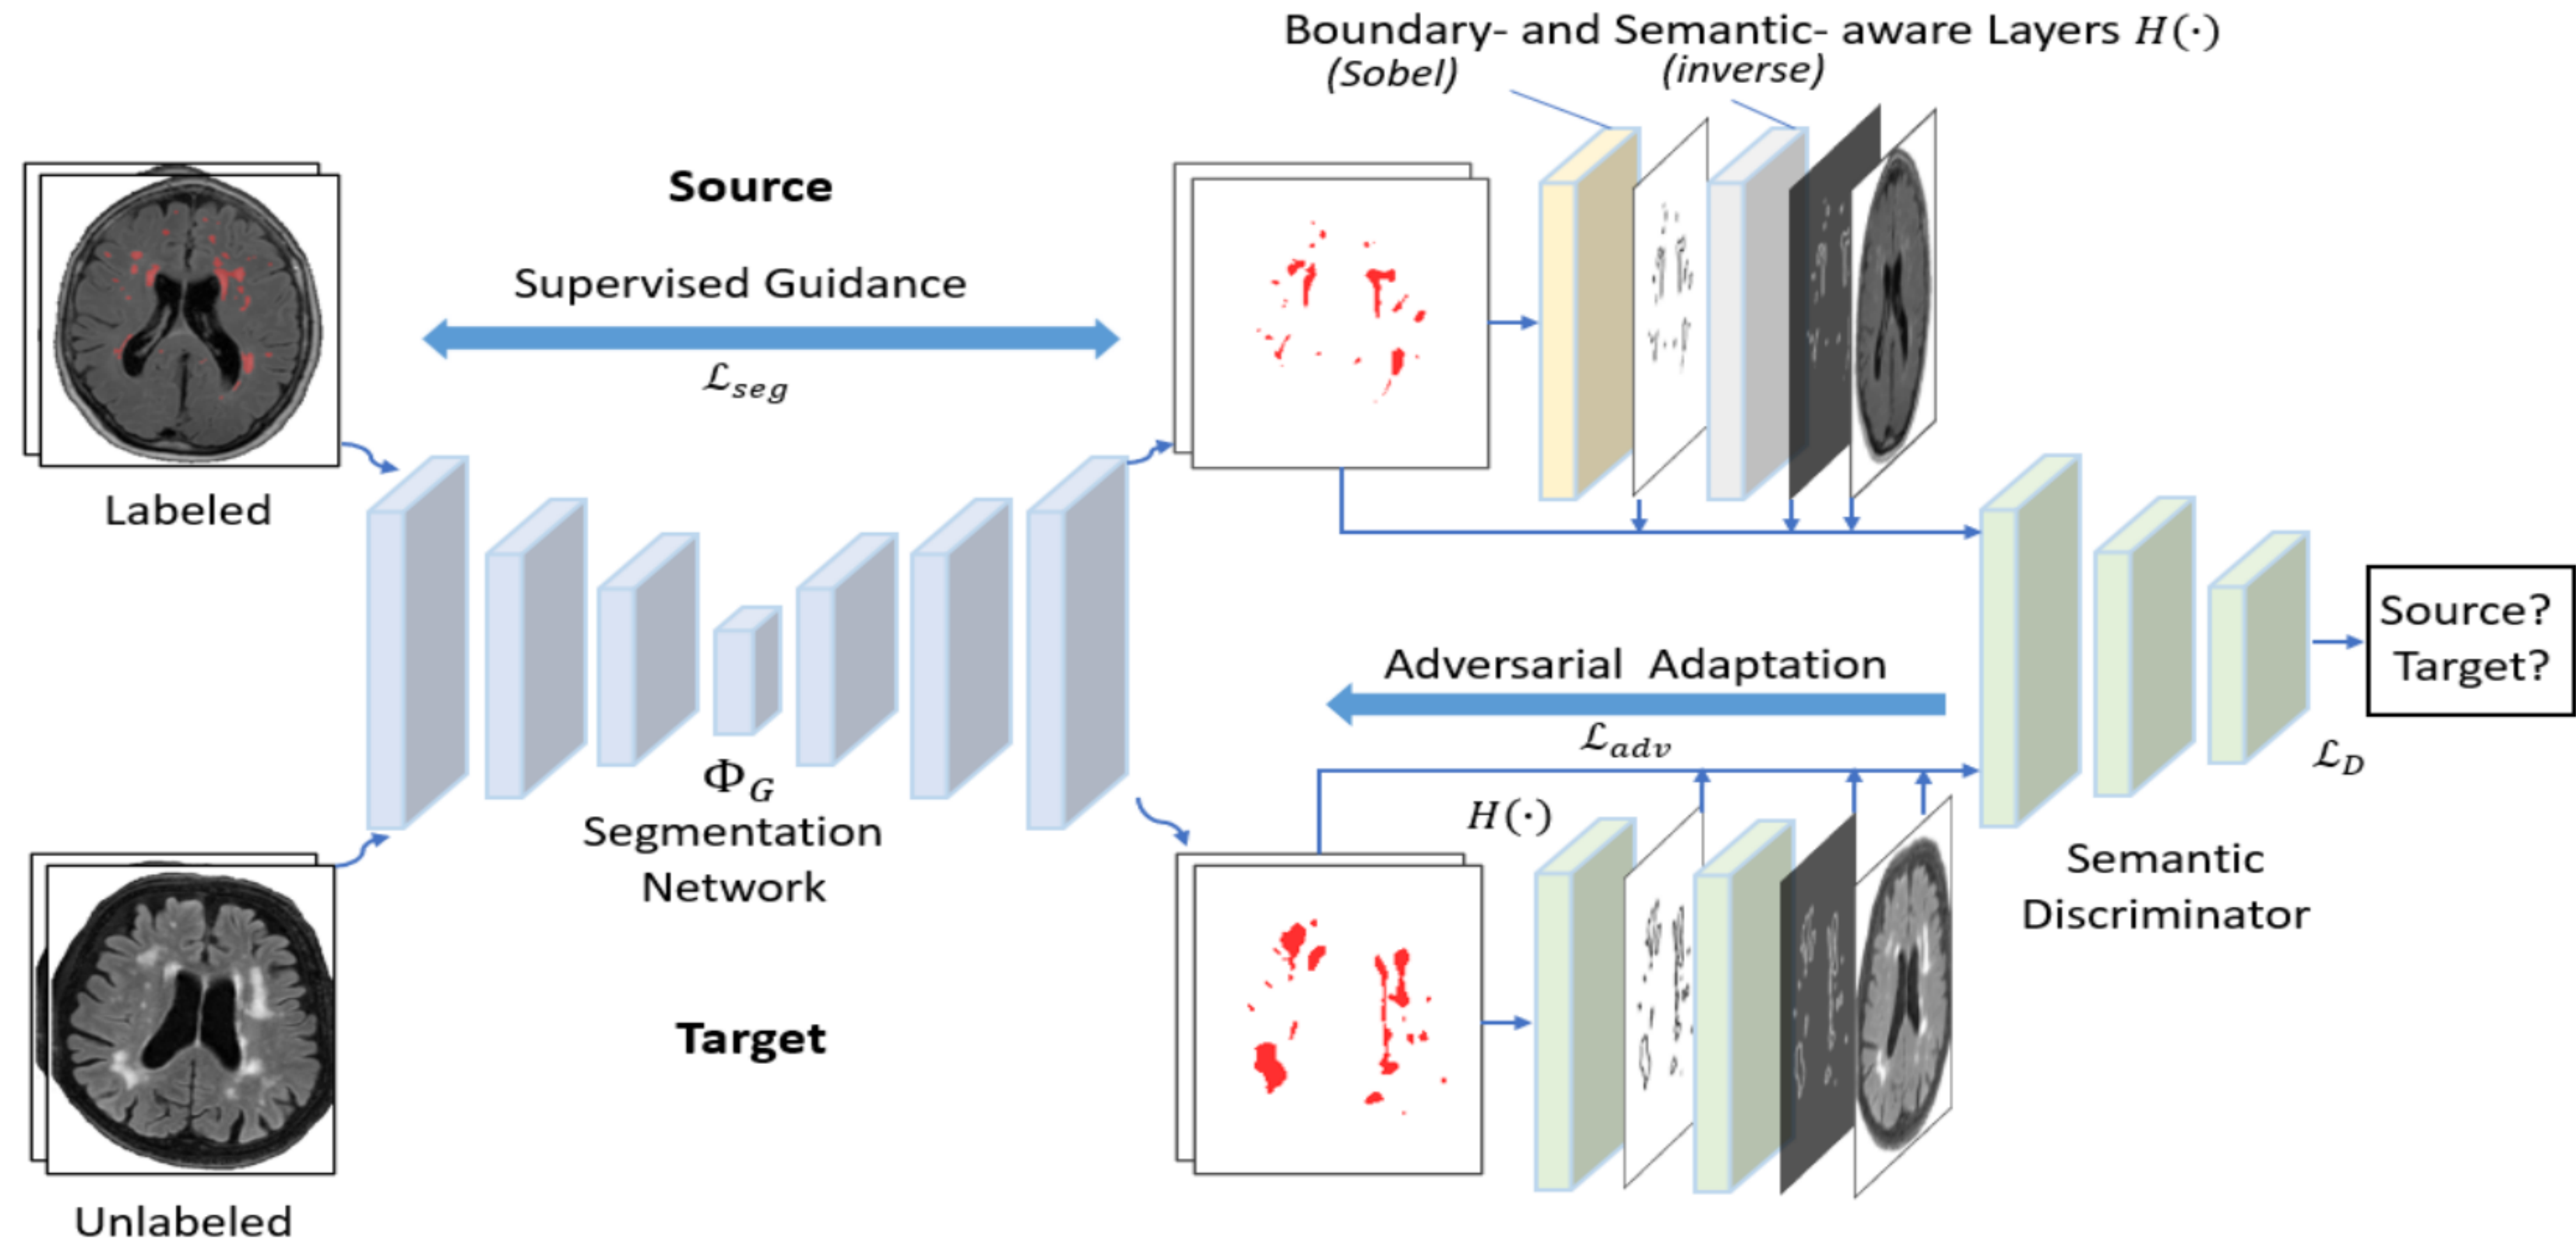 Boundary- and Semantic- aware Layers H(·)
(Sobel)
(inverse)
Source
Supervised Guidance
ℒseg
Labeled
Source?
Target?
Adversarial Adaptation
ℒadv
ℒD
ΦG
Segmentation
Network
H(·)
Semantic
Discriminator
Target
Unlabeled